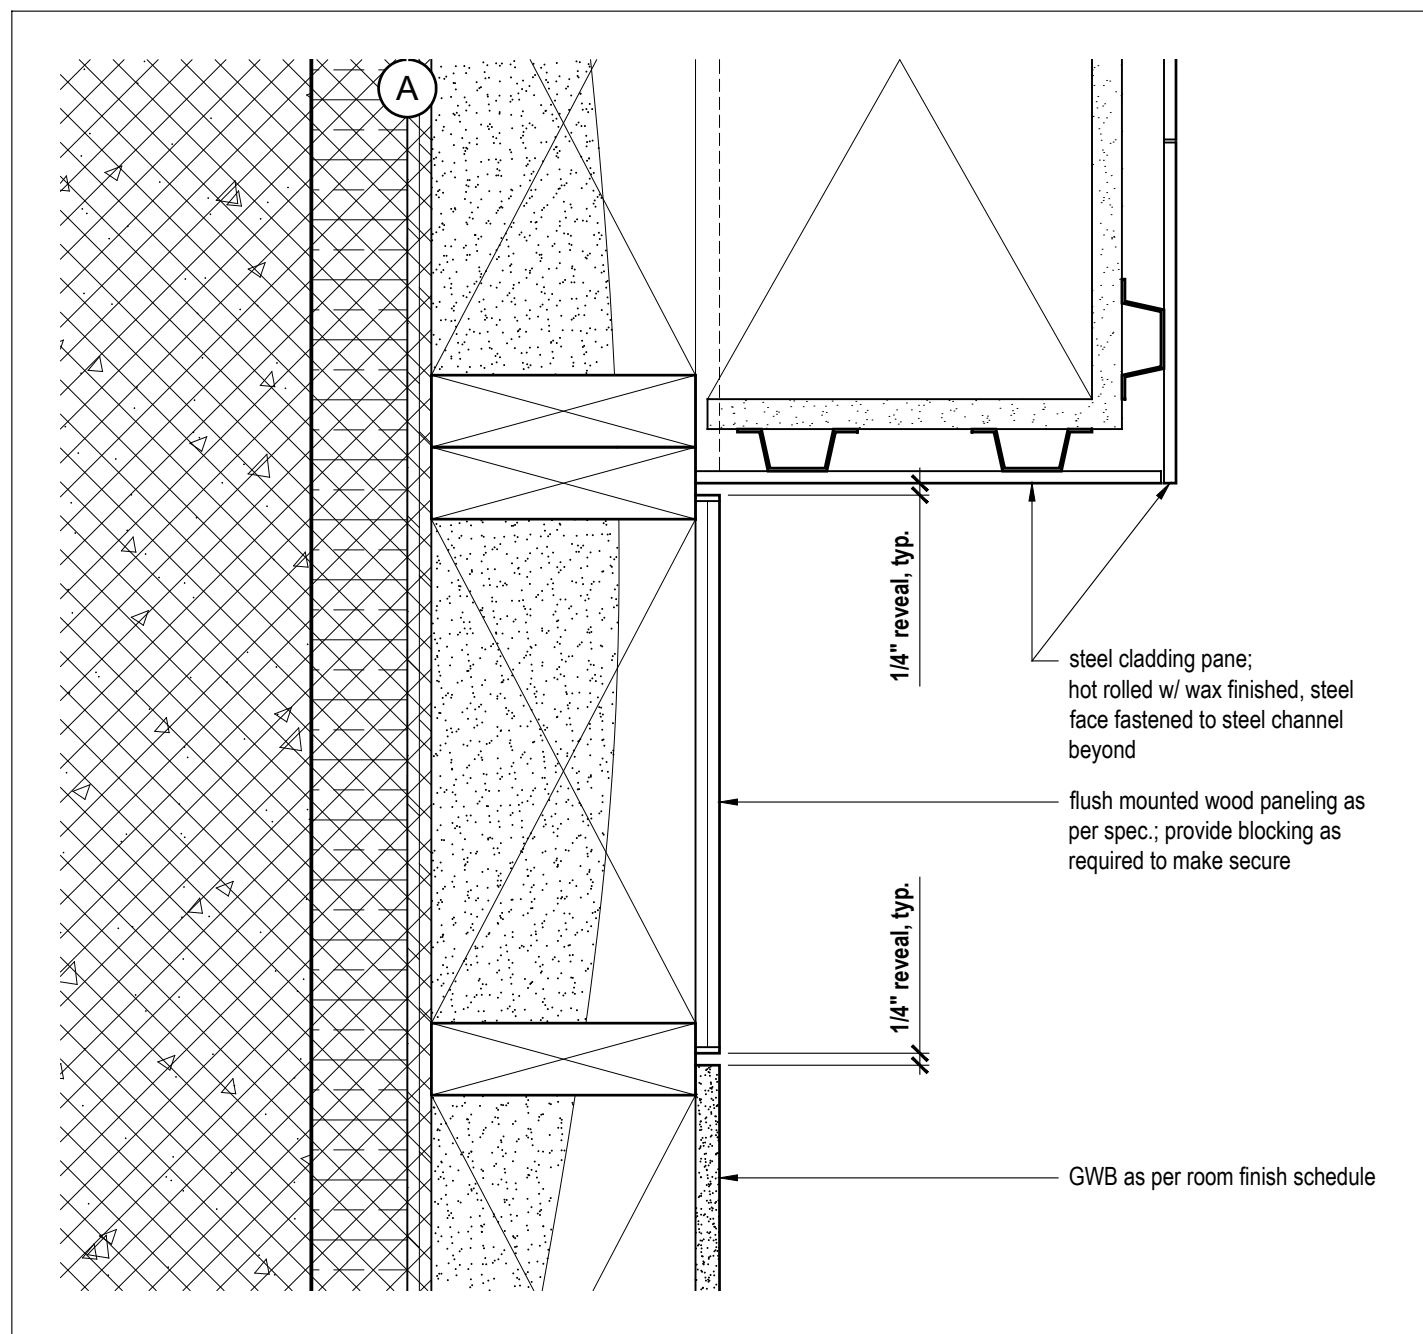 A
1/4" reveal, typ.
steel cladding pane;
hot rolled w/ wax finished, steel
face fastened to steel channel
beyond
flush mounted wood paneling as
per spec.; provide blocking as
required to make secure
1/4" reveal, typ.
GWB as per room finish schedule